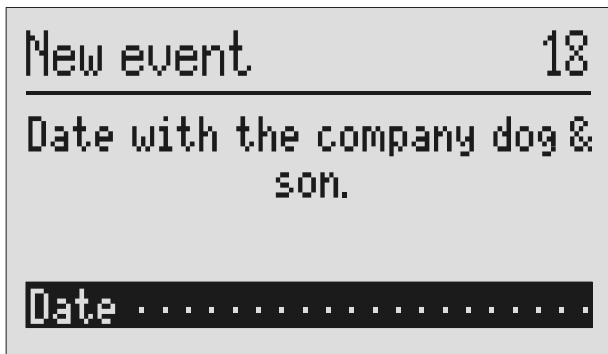 New event 18
Date with the company dog &
son.
Date ....................